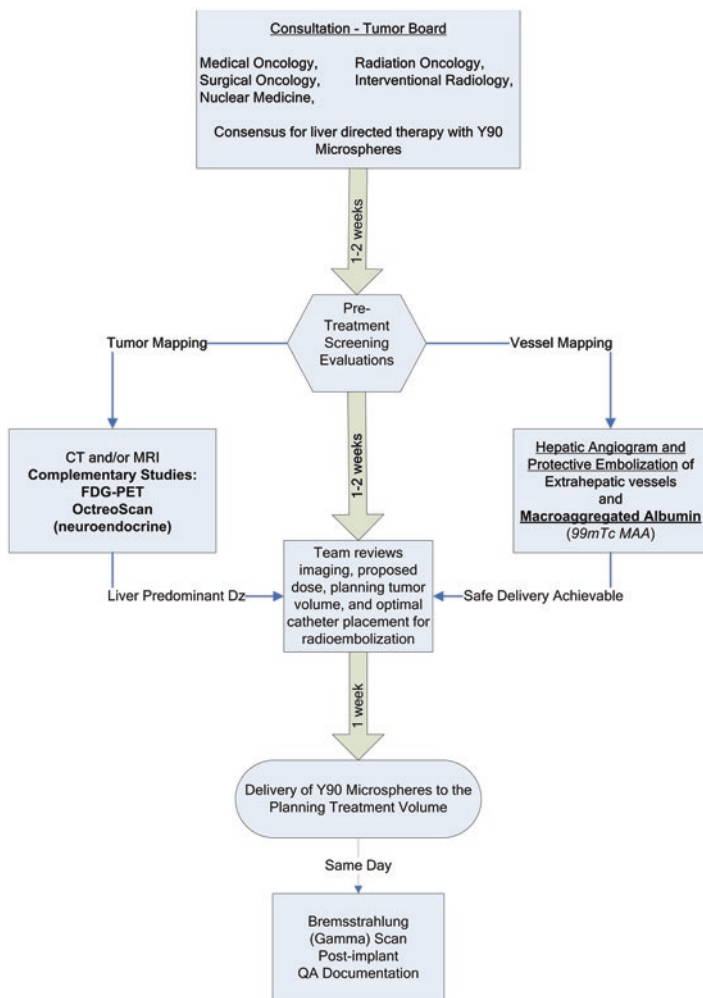 Consultation - Tumor Board
Medical Oncology, Radiation Oncology,
Surgical Oncology, Interventional Radiology,
Nuclear Medicine,
Consensus for liver directed therapy with Y90
Microspheres
1-2 weeks
Pre-
Treatment
Screening
Evaluations
Tumor Mapping
Vessel Mapping
CT and/or MRI
Complementary Studies:
FDG-PET
OctreoScan
(neuroendocrine)
1-2 weeks
Hepatic Angiogram and
Protective Embolization of
Extrahepatic vessels
and
Macroaggregated Albumin
(99mTc MAA)
Liver Predominant Dz
Team reviews
imaging, proposed
dose, planning tumor
volume, and optimal
catheter placement for
radioembolization
Safe Delivery Achievable
1 week
Delivery of Y90 Microspheres to the
Planning Treatment Volume
Same Day
Bremsstrahlung
(Gamma) Scan
Post-implant
QA Documentation